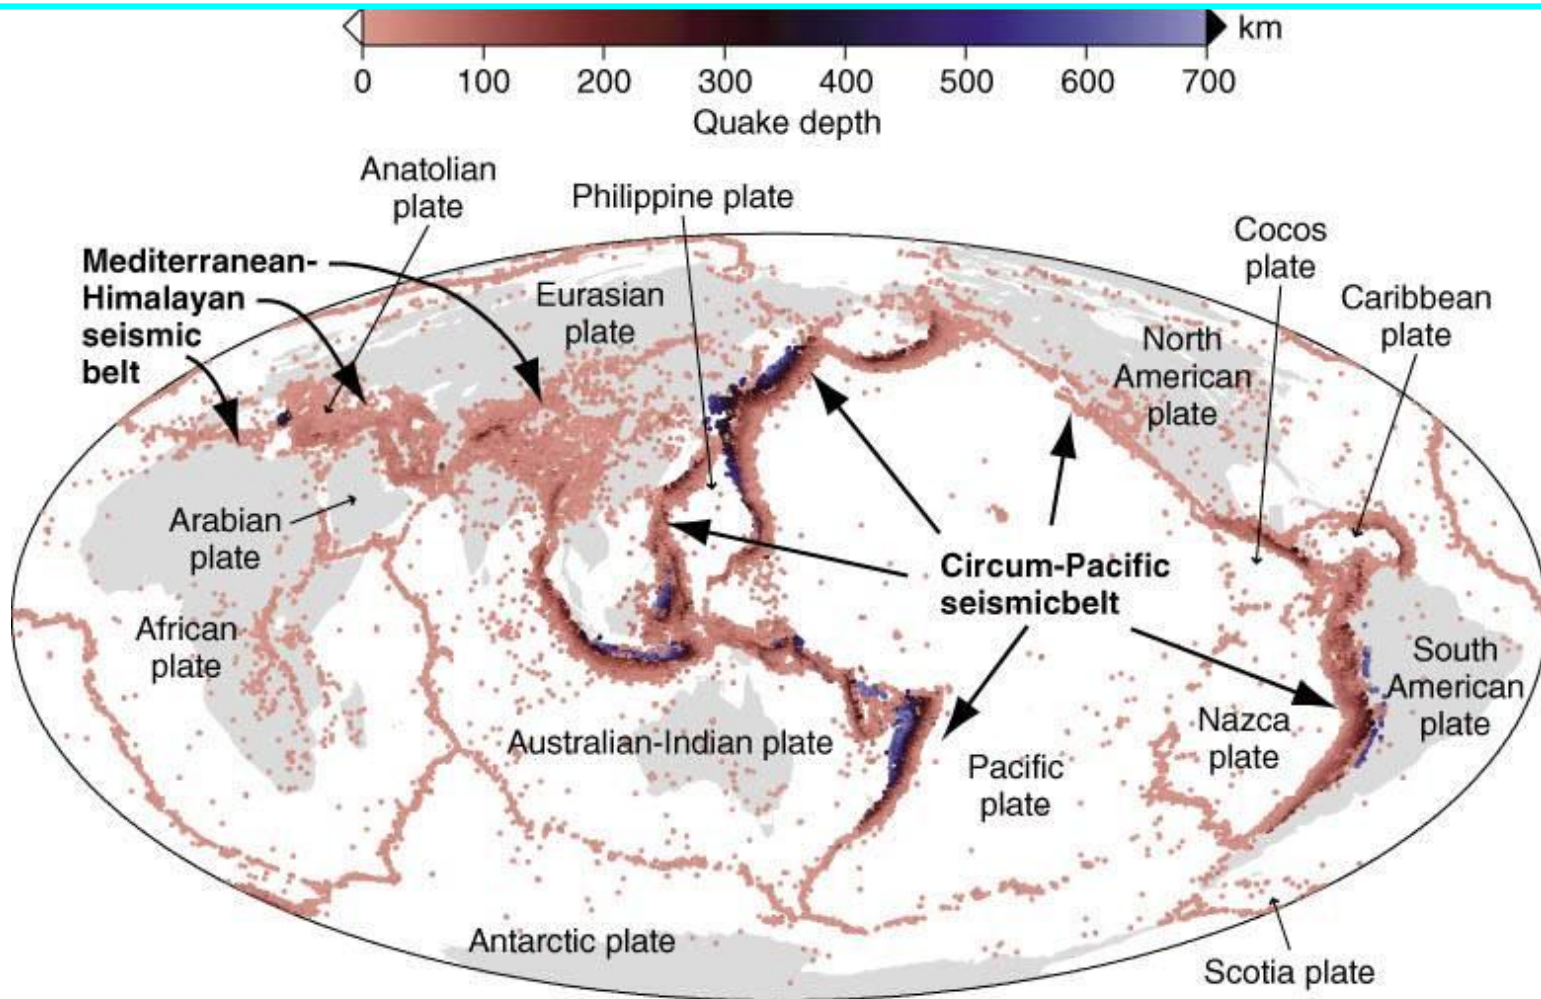 km
0 100 200 300 400 500 600 700
Quake depth
Anatolian
plate
Philippine plate
Cocos
plate
Mediterranean-
Himalayan
seismic
belt
Eurasian
plate
Caribbean
plate
North
American
plate
Arabian
plate
Circum-Pacific
seismicbelt
African
plate
South
American
plate
Nazca
plate
Australian-Indian plate
Pacific
plate
Antarctic plate
Scotia plate